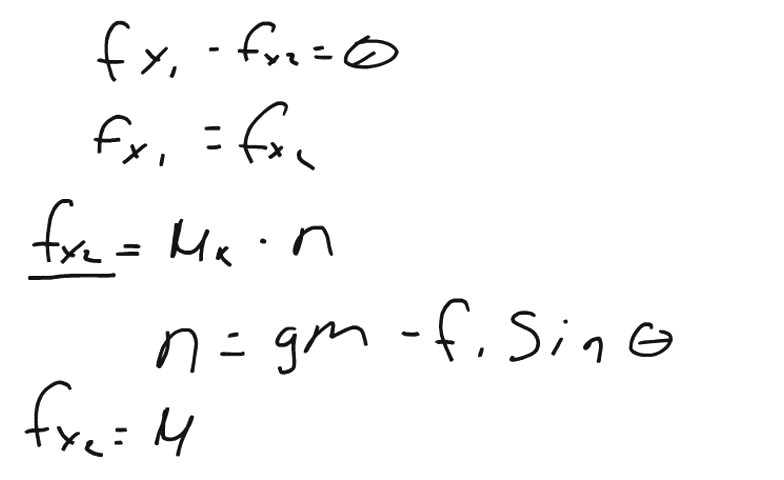 fx₁ - fx₂ = 0
fx₁ = fx₂
fx₂ = μₖ · n
n = gm - f₁ sin θ
fx₂ = μ